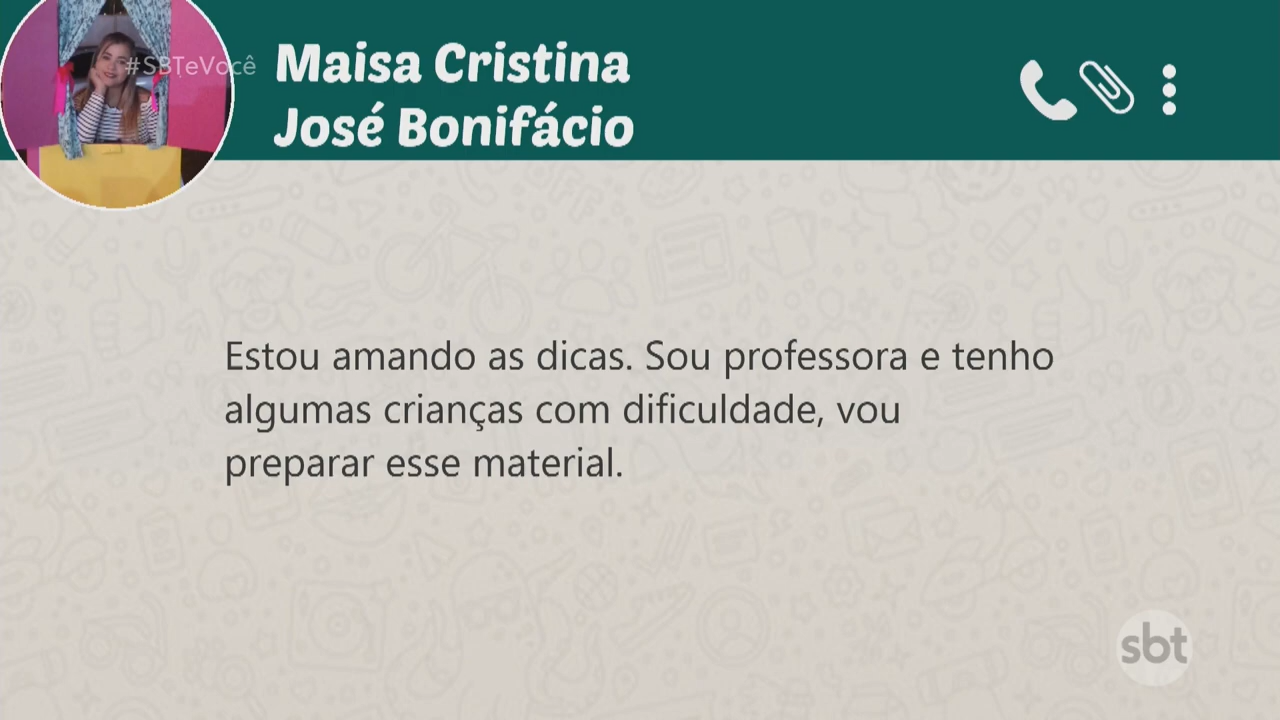 #SBTeVocê
Maisa Cristina
José Bonifácio
Estou amando as dicas. Sou professora e tenho
algumas crianças com dificuldade, vou
preparar esse material.
sbt